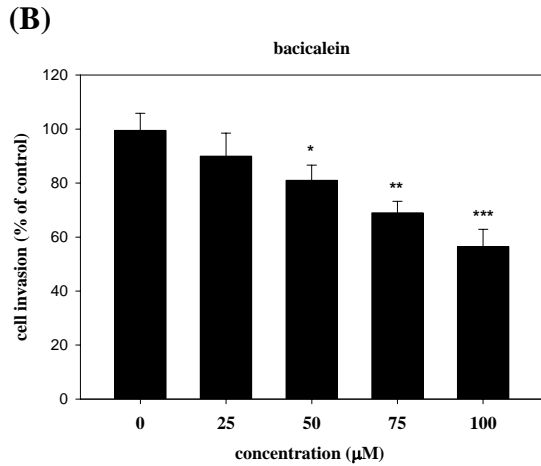 (B)
bacicalein
120
100
80
60
40
20
0
cell invasion (% of control)
*
**
***
0 25 50 75 100
concentration (μM)